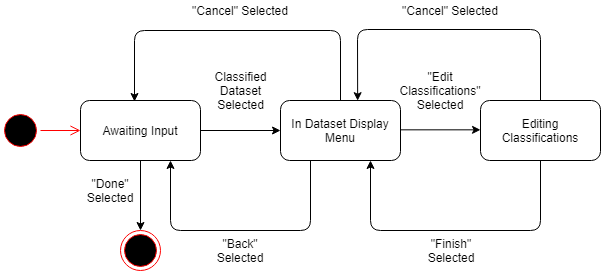 "Cancel" Selected
"Cancel" Selected
Classified
Dataset
Selected
"Edit
Classifications"
Selected
Awaiting Input
In Dataset Display
Menu
Editing
Classifications
"Done"
Selected
"Back"
Selected
"Finish"
Selected